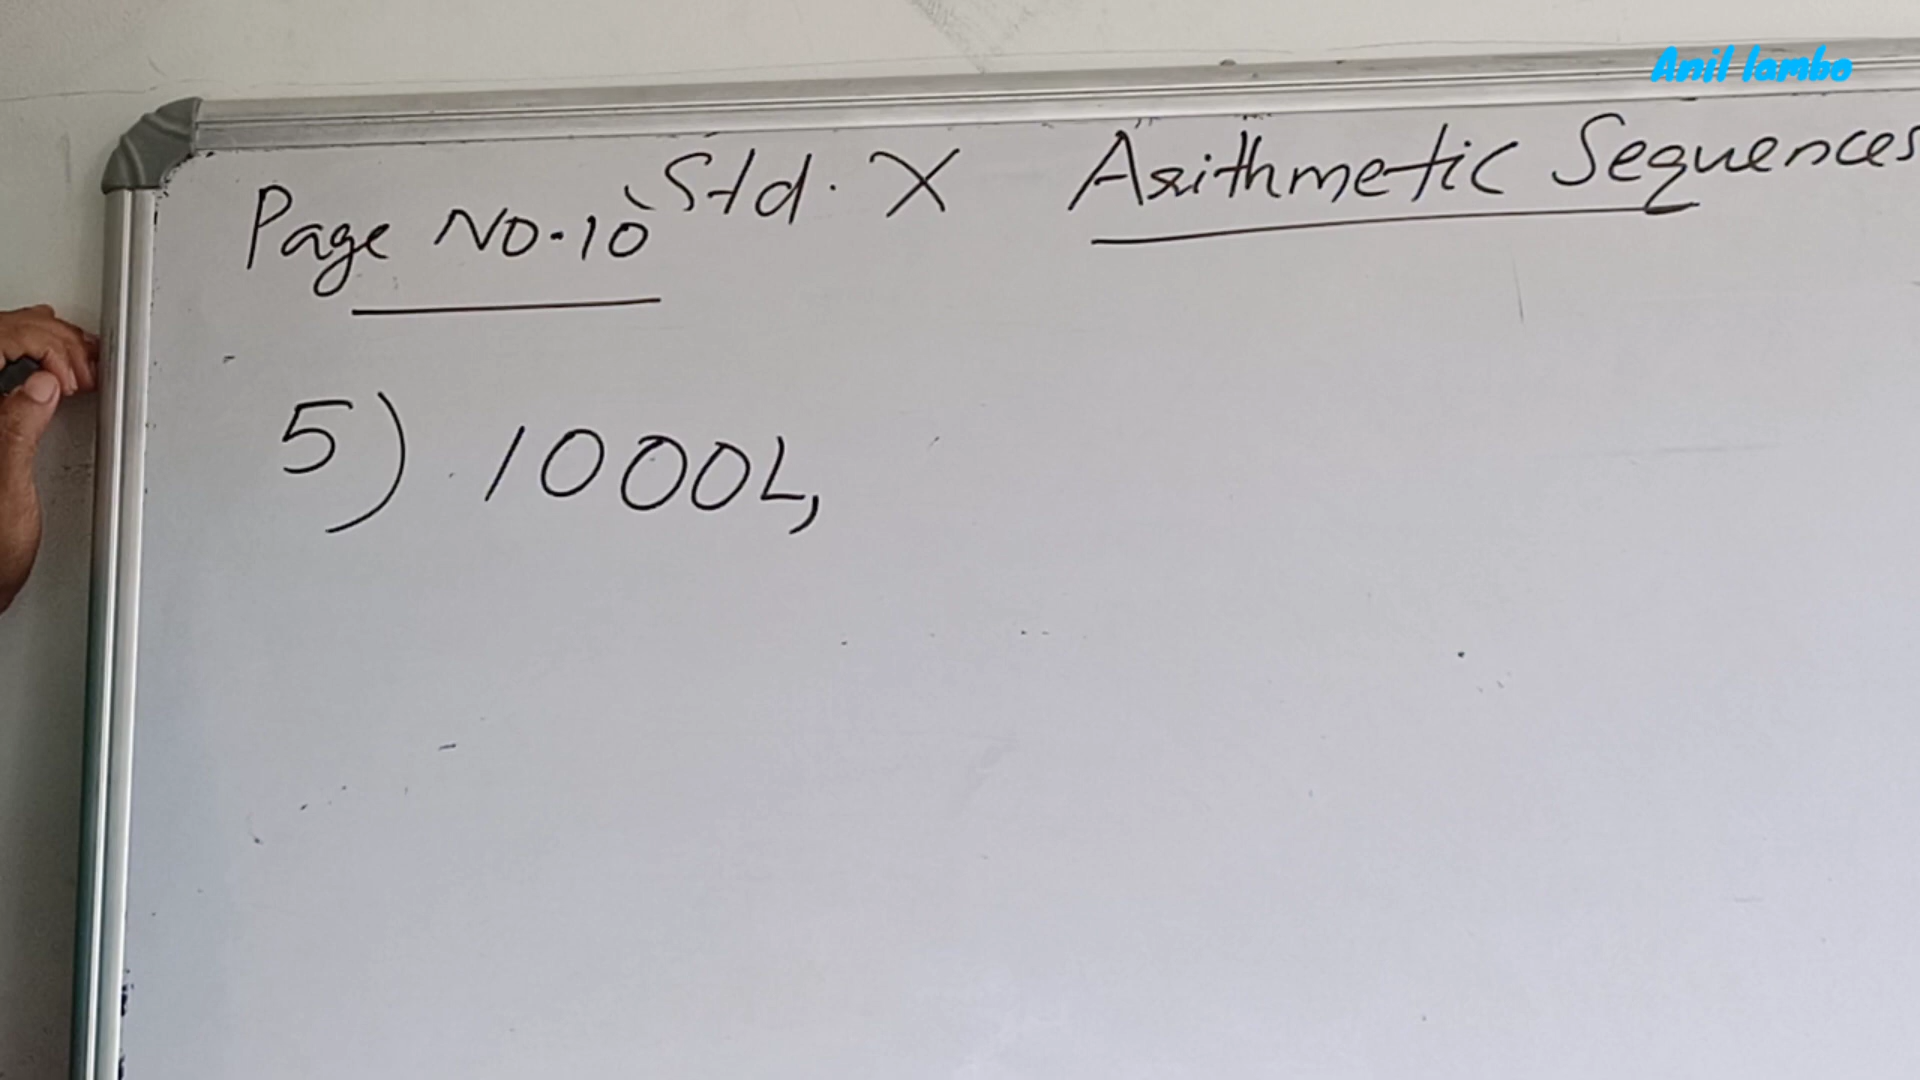 Anil lambo
Std. X Arithmetic Sequences
Page No. 10
5) 1000L,